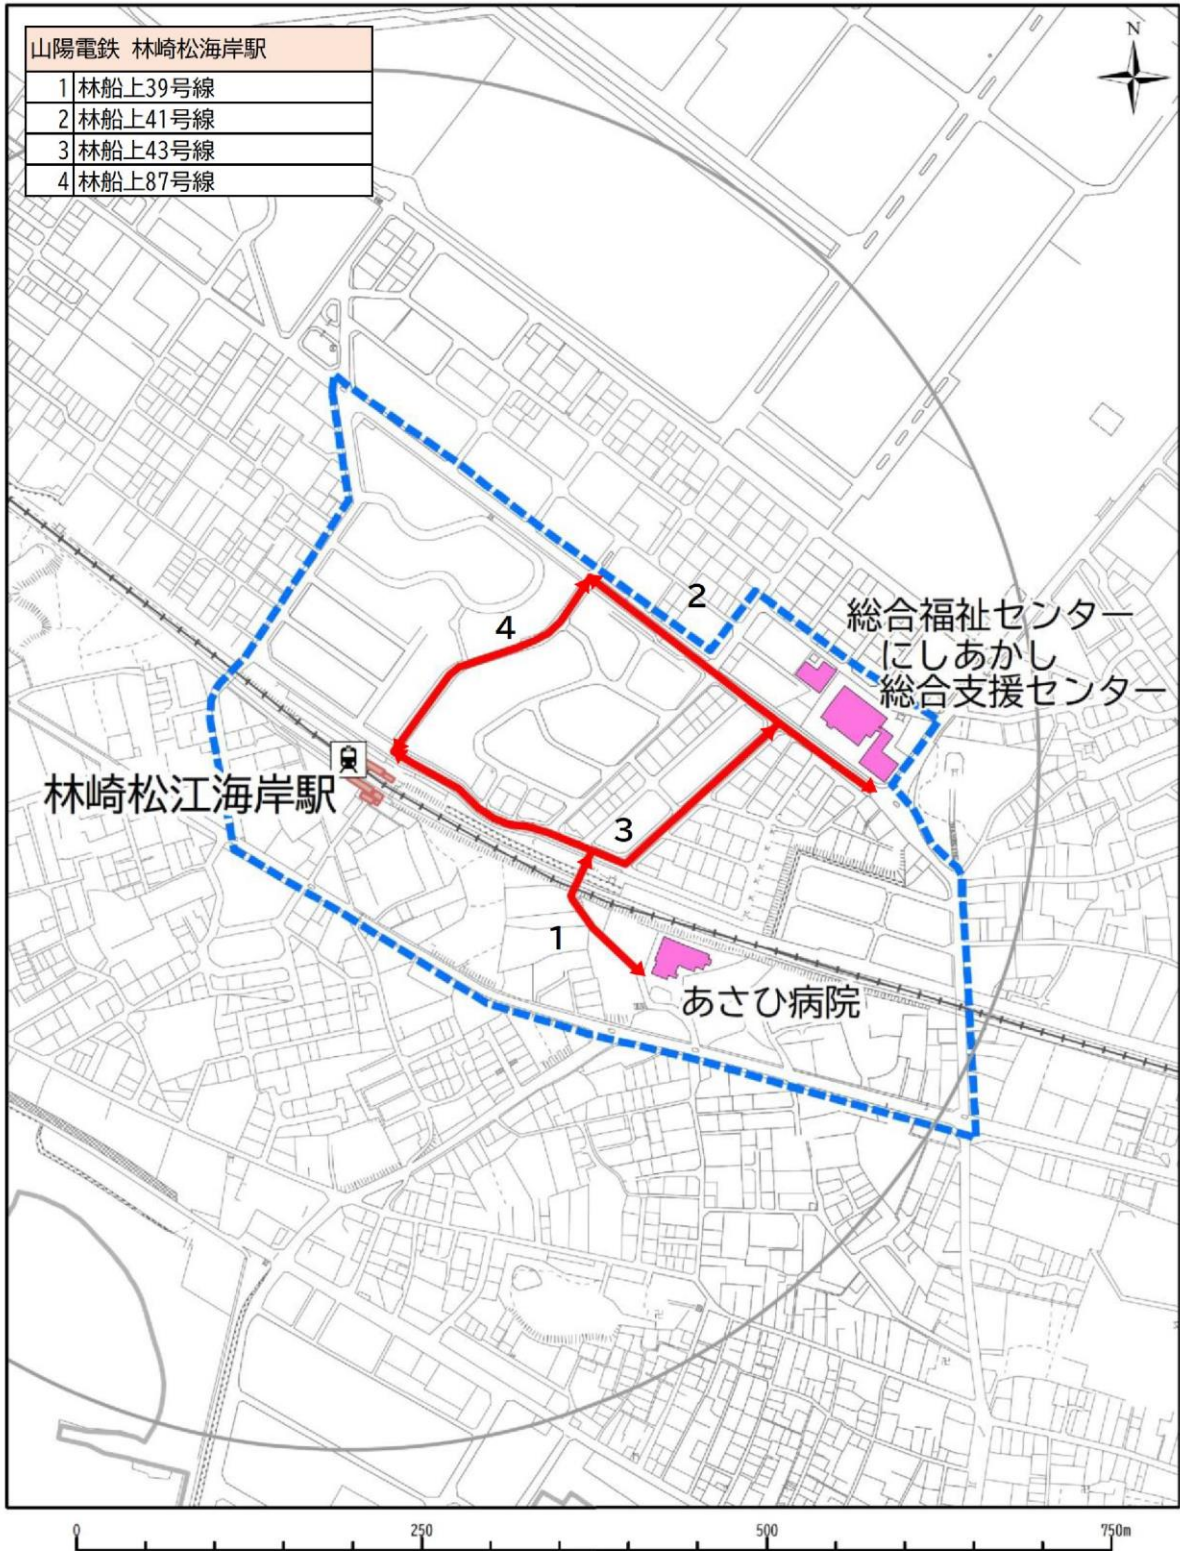 山陽電鉄 林崎松海岸駅
1 林船上39号線
2 林船上41号線
3 林船上43号線
4 林船上87号線
N
2
総合福祉センター
4
にしあかし
総合支援センター
林崎松江海岸駅
3
1
あさひ病院
0 250 500 750m